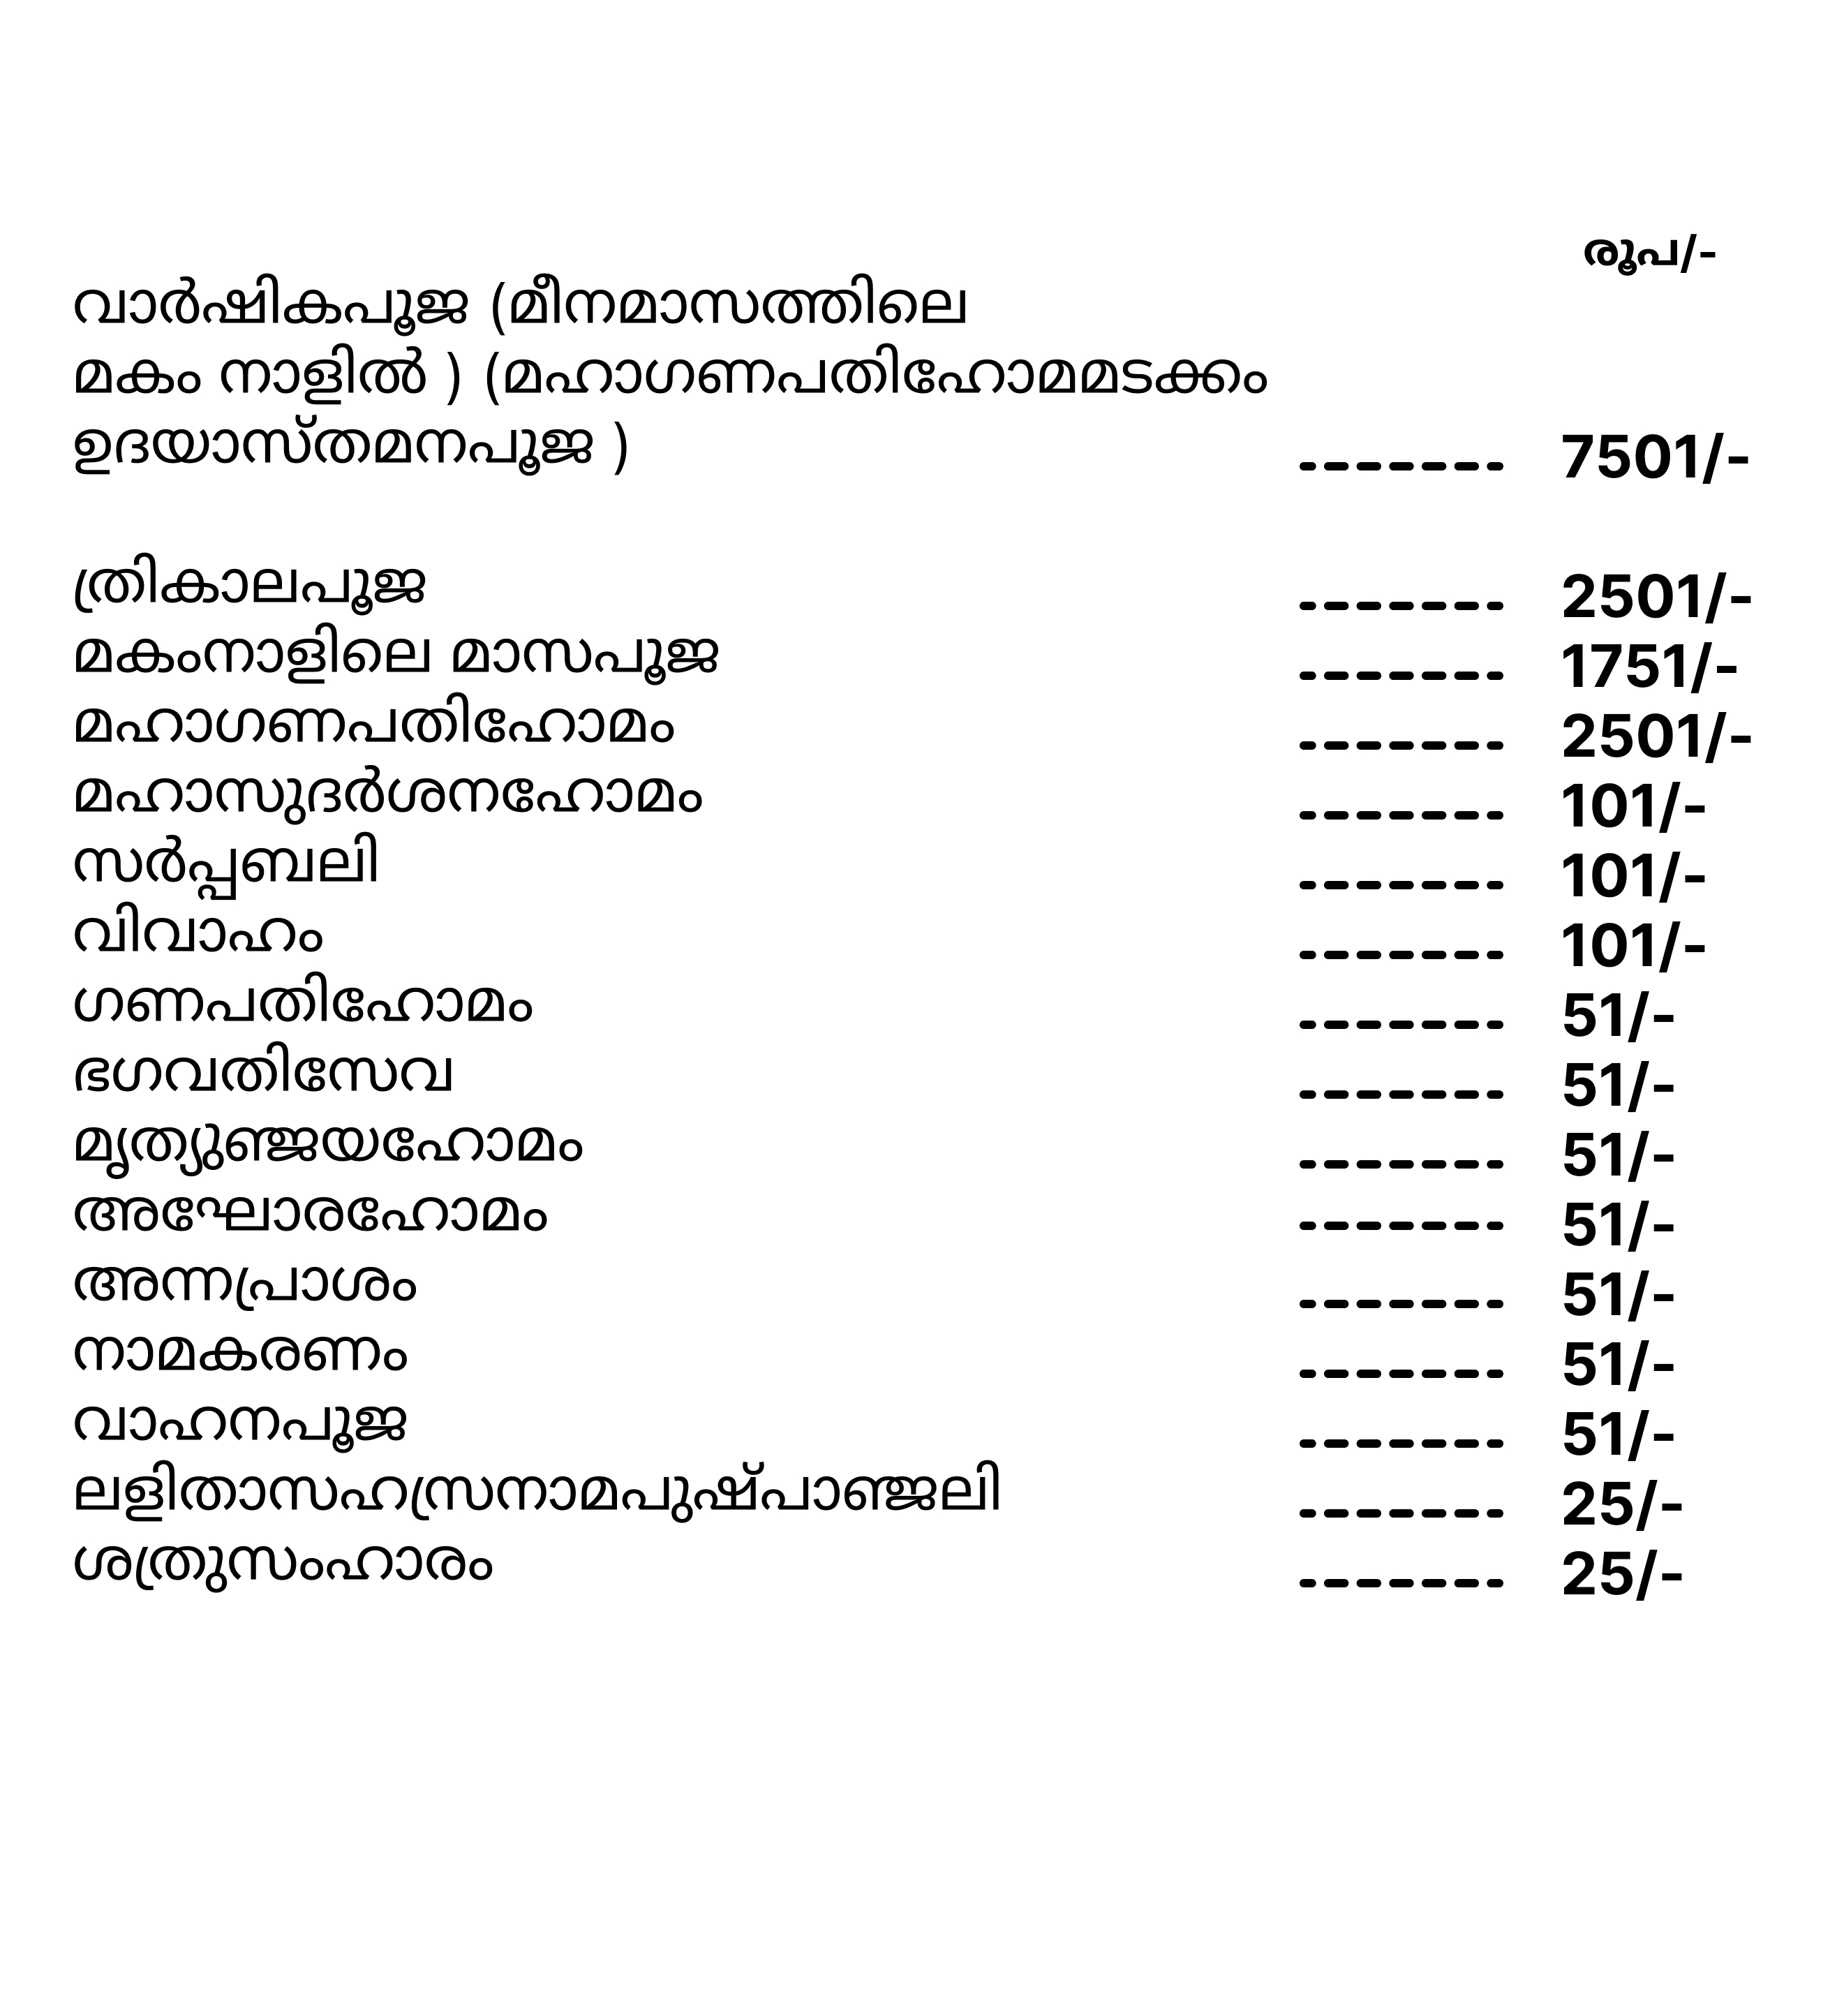 രൂപ/-
വാർഷികപൂജ (മീനമാസത്തിലെ
മകം നാളിൽ ) (മഹാഗണപതിഹോമമടക്കം
ഉദയാസ്തമനപൂജ ) ------- 7501/-
ത്രികാലപൂജ ------- 2501/-
മകംനാളിലെ മാസപൂജ ------- 1751/-
മഹാഗണപതിഹോമം ------- 2501/-
മഹാസുദർശനഹോമം ------- 101/-
സർപ്പബലി ------- 101/-
വിവാഹം ------- 101/-
ഗണപതിഹോമം ------- 51/-
ഭഗവതിസേവ ------- 51/-
മൃത്യുഞ്ജയഹോമം ------- 51/-
അഘോരഹോമം ------- 51/-
അന്നപ്രാശം ------- 51/-
നാമകരണം ------- 51/-
വാഹനപൂജ ------- 51/-
ലളിതാസഹസ്രനാമപുഷ്പാഞ്ജലി ------- 25/-
ശത്രുസംഹാരം ------- 25/-